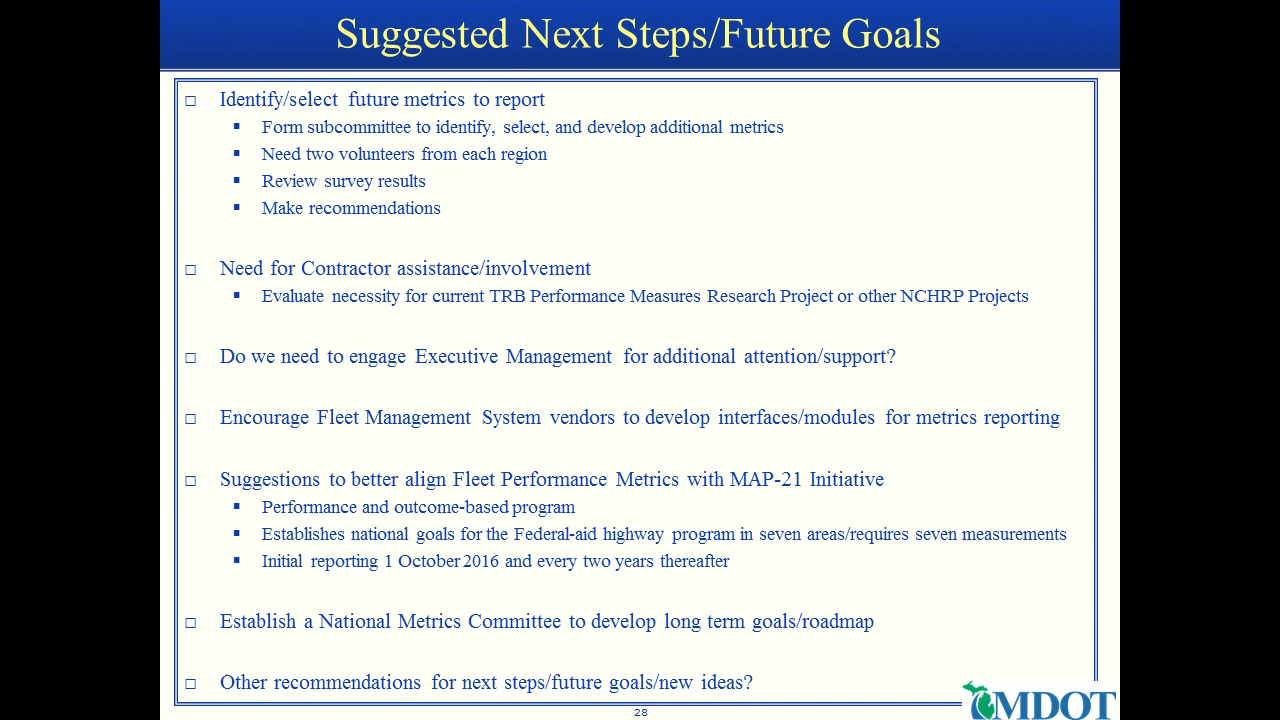 Suggested Next Steps/Future Goals
Identify/select future metrics to report
Form subcommittee to identify, select, and develop additional metrics
Need two volunteers from each region
Review survey results
Make recommendations
Need for Contractor assistance/involvement
Evaluate necessity for current TRB Performance Measures Research Project or other NCHRP Projects
Do we need to engage Executive Management for additional attention/support?
Encourage Fleet Management System vendors to develop interfaces/modules for metrics reporting
Suggestions to better align Fleet Performance Metrics with MAP-21 Initiative
Performance and outcome-based program
Establishes national goals for the Federal-aid highway program in seven areas/requires seven measurements
Initial reporting 1 October 2016 and every two years thereafter
Establish a National Metrics Committee to develop long term goals/roadmap
Other recommendations for next steps/future goals/new ideas?
28
MDOT